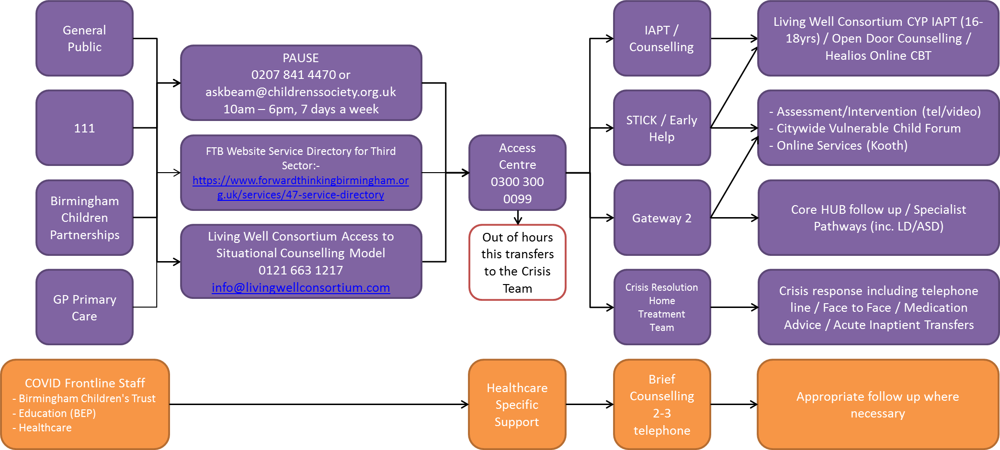 General
Public
111
Birmingham
Children
Partnerships
GP Primary
Care
PAUSE
0207 841 4470 or
askbeam@childrenssociety.org.uk
10am – 6pm, 7 days a week
FTB Website Service Directory for Third
Sector:-
https://www.forwardthinkingbirmingham.or
g.uk/services/47-service-directory
Living Well Consortium Access to
Situational Counselling Model
0121 663 1217
info@livingwellconsortium.com
Access
Centre
0300 300
0099
Out of hours
this transfers
to the Crisis
Team
IAPT /
Counselling
STICK / Early
Help
Gateway 2
Crisis Resolution
Home
Treatment
Team
Living Well Consortium CYP IAPT (16-
18yrs) / Open Door Counselling /
Healios Online CBT
- Assessment/Intervention (tel/video)
- Citywide Vulnerable Child Forum
- Online Services (Kooth)
Core HUB follow up / Specialist
Pathways (inc. LD/ASD)
Crisis response including telephone
line / Face to Face / Medication
Advice / Acute Inaptient Transfers
COVID Frontline Staff
- Birmingham Children's Trust
- Education (BEP)
- Healthcare
Healthcare
Specific
Support
Brief
Counselling
2-3
telephone
Appropriate follow up where
necessary